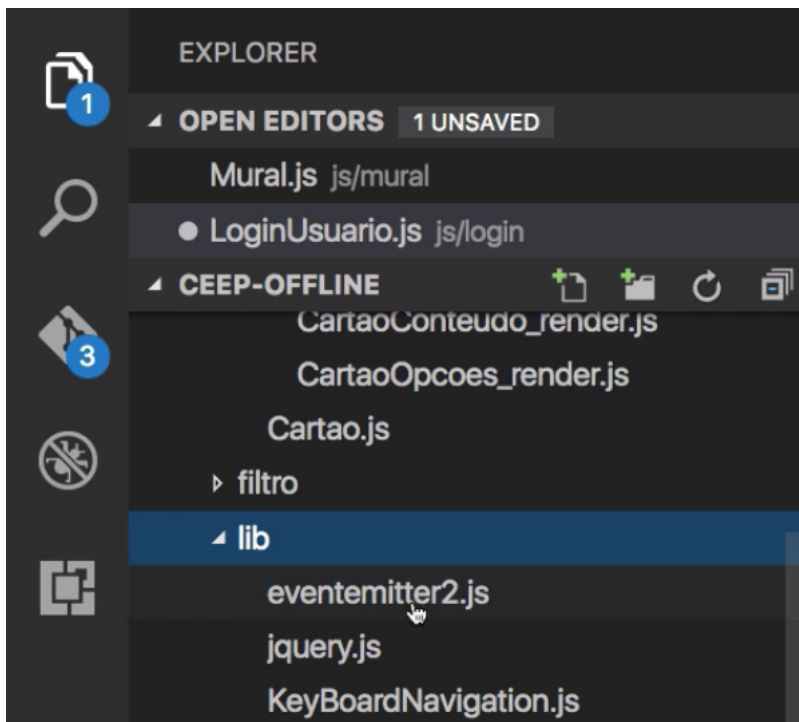 EXPLORER
1
OPEN EDITORS 1 UNSAVED
Mural.js js/mural
LoginUsuario.js js/login
CEEP-OFFLINE
CartaoConteudo_render.js
3
CartaoOpcoes_render.js
Cartao.js
filtro
lib
eventemitter2.js
jquery.js
KeyBoardNavigation.js